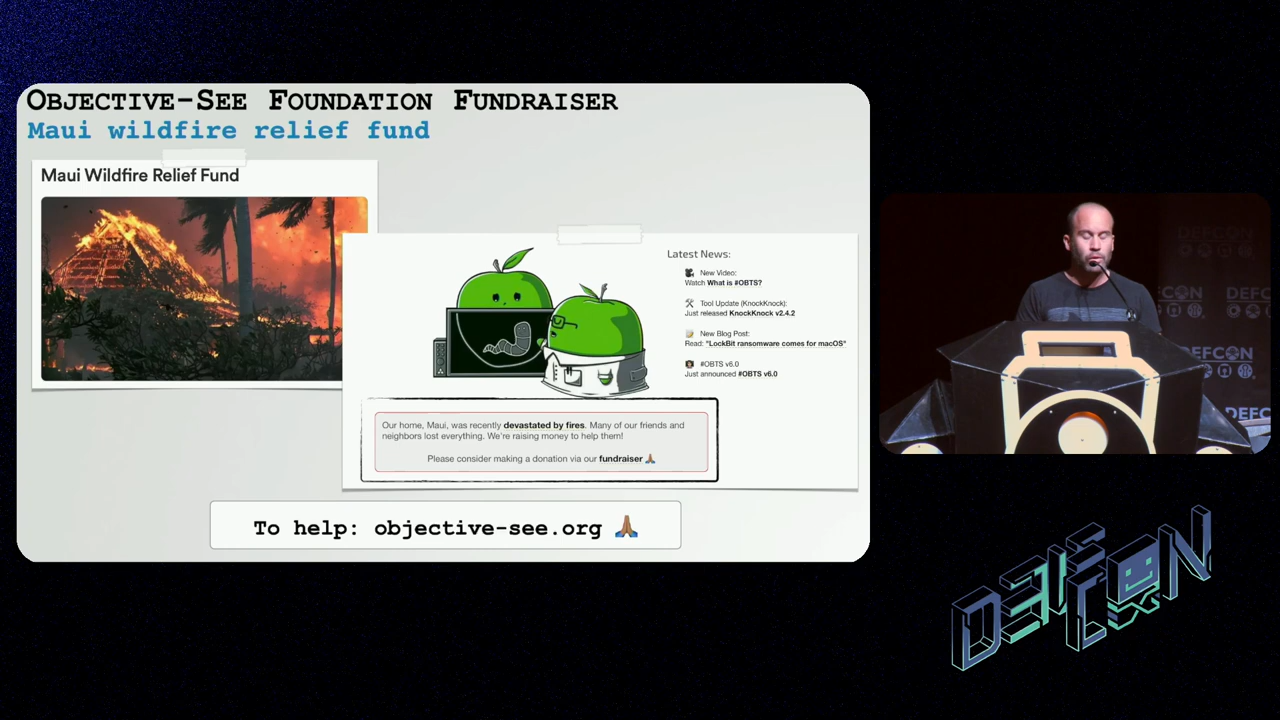 Objective-See Foundation Fundraiser
Maui wildfire relief fund
Maui Wildfire Relief Fund
Latest News:
New Video:
Watch What is #OBTS?
Tool Update (KnockKnock):
Just released KnockKnock v2.4.2
New Blog Post:
Read: "LockBit ransomware comes for macOS"
#OBTS v6.0
Just announced #OBTS v6.0
Our home, Maui, was recently devastated by fires. Many of our friends and
neighbors lost everything. We're raising money to help them!
Please consider making a donation via our fundraiser 🙏🏽
To help: objective-see.org 🙏🏽
DEFCON
DEFC
DEFCON
DEFCO
DEFCON